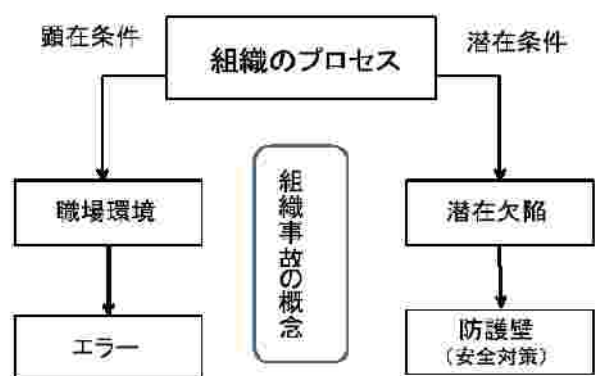 顕在条件
組織のプロセス
潜在条件
職場環境
組織事故の概念
潜在欠陥
エラー
防護壁
（安全対策）